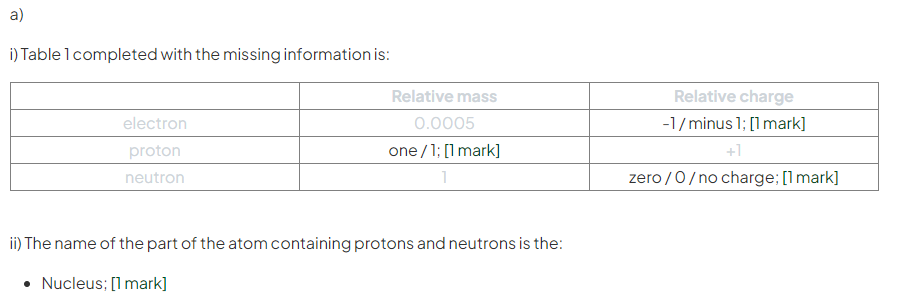 a)
i) Table 1 completed with the missing information is:
Relative mass Relative charge
electron 0.0005 -1 / minus 1; [1 mark]
proton one / 1; [1 mark] +1
neutron 1 zero / 0 / no charge; [1 mark]
ii) The name of the part of the atom containing protons and neutrons is the:
• Nucleus; [1 mark]